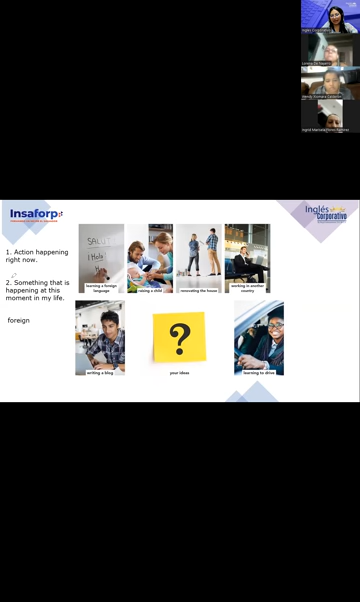 Insaforp
Inglés
Corporativo
1. Action happening
right now.
2. Something that is
happening at this
moment in my life.
foreign
SALUT
Hola
learning a foreign
language
raising a child
renovating the house
working in another
country
writing a blog
?
your ideas
learning to drive